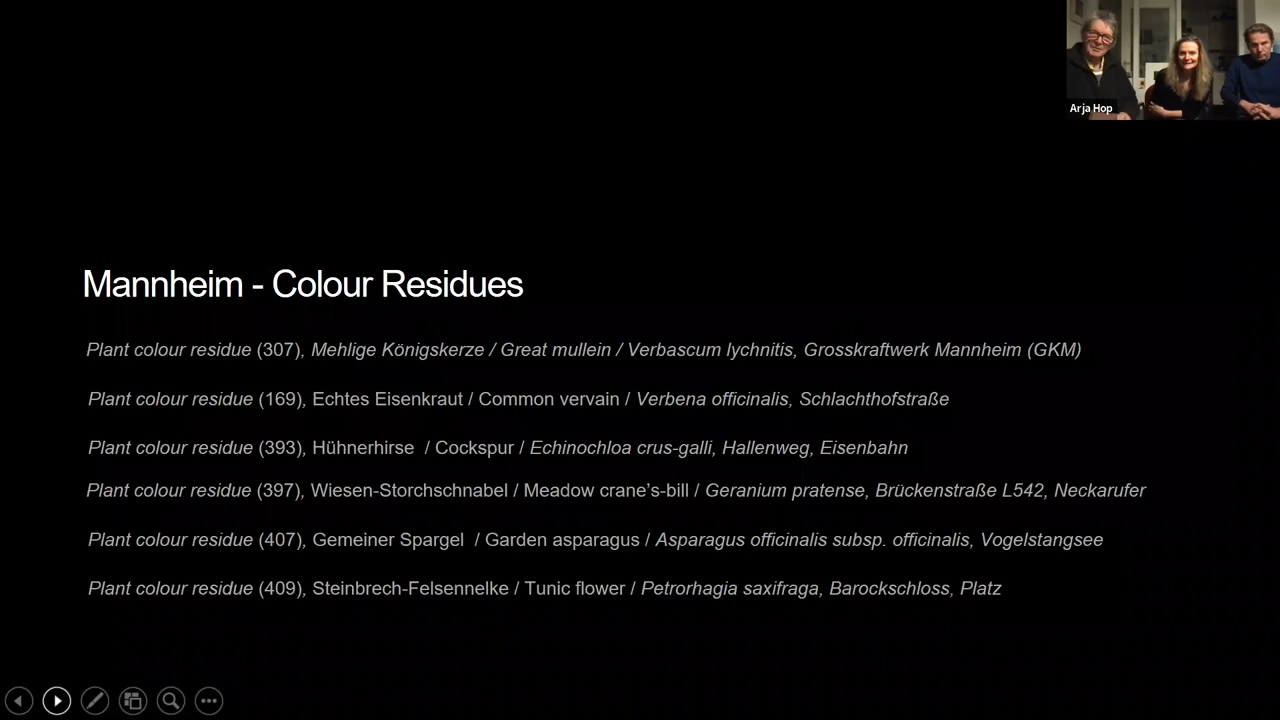 Arja Hop
Mannheim - Colour Residues
Plant colour residue (307), Mehlige Königskerze / Great mullein / Verbascum lychnitis, Grosskraftwerk Mannheim (GKM)
Plant colour residue (169), Echtes Eisenkraut / Common vervain / Verbena officinalis, Schlachthofstraße
Plant colour residue (393), Hühnerhirse / Cockspur / Echinochloa crus-galli, Hallenweg, Eisenbahn
Plant colour residue (397), Wiesen-Storchschnabel / Meadow crane’s-bill / Geranium pratense, Brückenstraße L542, Neckarufer
Plant colour residue (407), Gemeiner Spargel / Garden asparagus / Asparagus officinalis subsp. officinalis, Vogelstangsee
Plant colour residue (409), Steinbrech-Felsennelke / Tunic flower / Petrorhagia saxifraga, Barockschloss, Platz